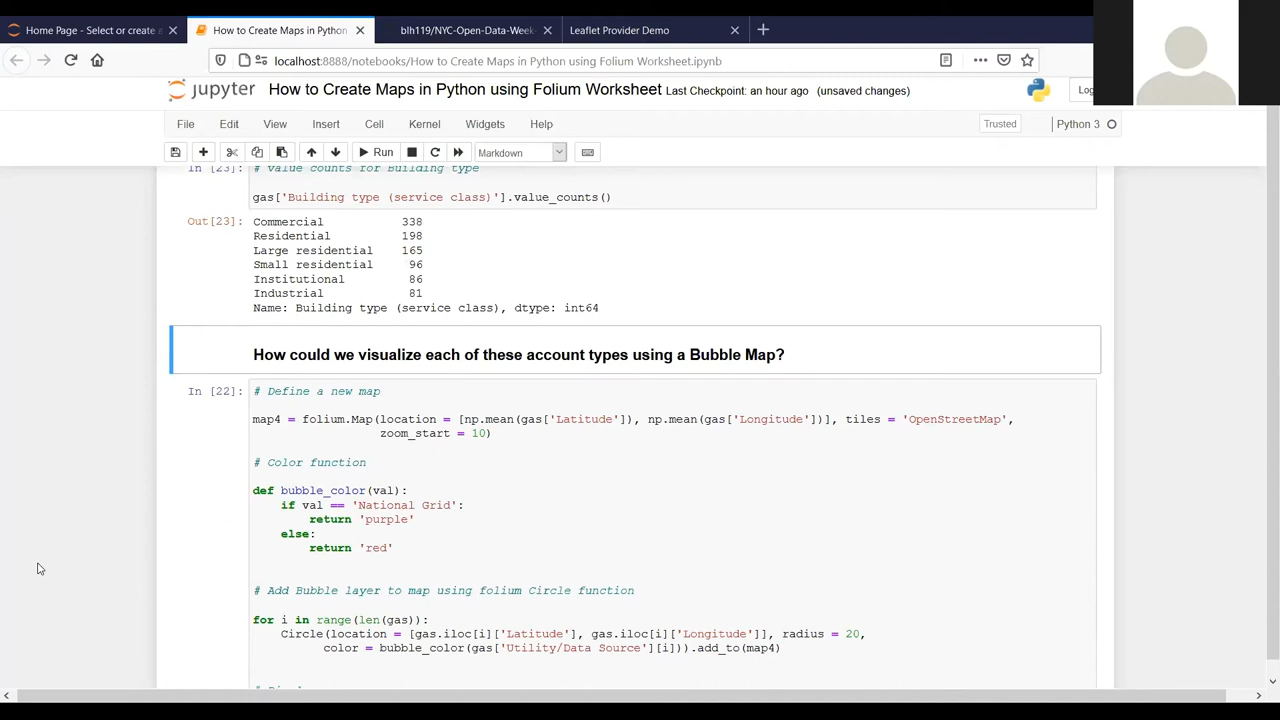 Home Page - Select or create a
How to Create Maps in Python
blh119/NYC-Open-Data-Week-
Leaflet Provider Demo
localhost:8888/notebooks/How to Create Maps in Python using Folium Worksheet.ipynb
jupyter How to Create Maps in Python using Folium Worksheet Last Checkpoint: an hour ago (unsaved changes)
File Edit View Insert Cell Kernel Widgets Help
Trusted
Python 3
Run
Markdown
In [23]: # Value counts for Building type
gas['Building type (service class)'].value_counts()
Out[23]: Commercial 338
Residential 198
Large residential 165
Small residential 96
Institutional 86
Industrial 81
Name: Building type (service class), dtype: int64
How could we visualize each of these account types using a Bubble Map?
In [22]: # Define a new map
map4 = folium.Map(location = [np.mean(gas['Latitude']), np.mean(gas['Longitude'])], tiles = 'OpenStreetMap',
zoom_start = 10)
# Color function
def bubble_color(val):
if val == 'National Grid':
return 'purple'
else:
return 'red'
# Add Bubble layer to map using folium Circle function
for i in range(len(gas)):
Circle(location = [gas.iloc[i]['Latitude'], gas.iloc[i]['Longitude']], radius = 20,
color = bubble_color(gas['Utility/Data Source'][i])).add_to(map4)